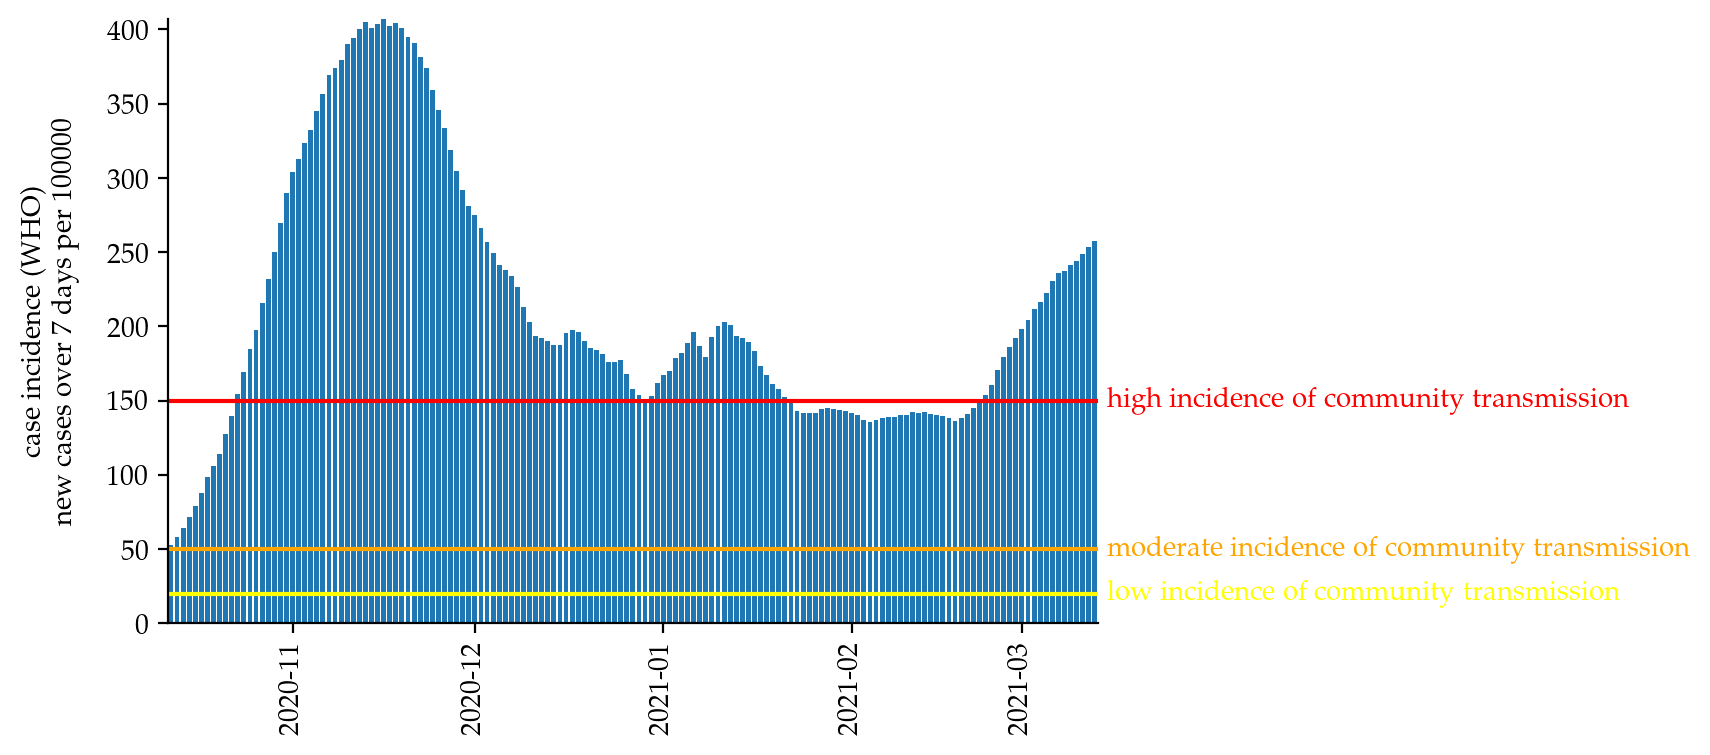 400
350
300
250
200
150
100
50
0
case incidence (WHO)
new cases over 7 days per 100000
high incidence of community transmission
moderate incidence of community transmission
low incidence of community transmission
2020-11
2020-12
2021-01
2021-02
2021-03